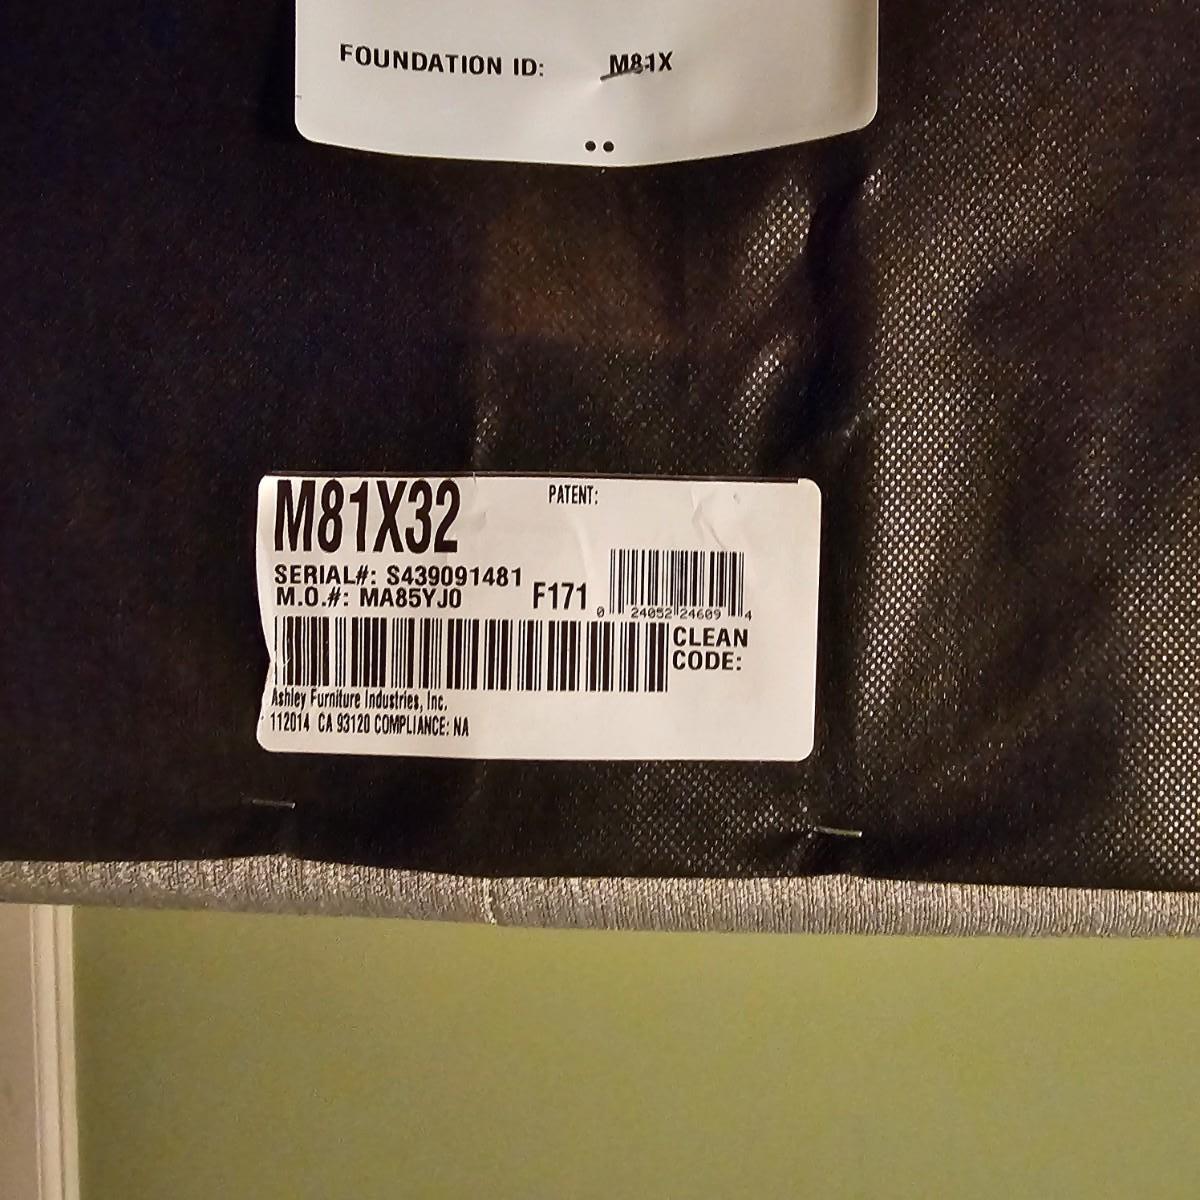 FOUNDATION ID: M81X
M81X32
PATENT:
SERIAL#: S439091481
M.O.#: MA85YJ0
F171
0 24052 24609 4
CLEAN
CODE:
Ashley Furniture Industries, Inc.
112014 CA 93120 COMPLIANCE: NA